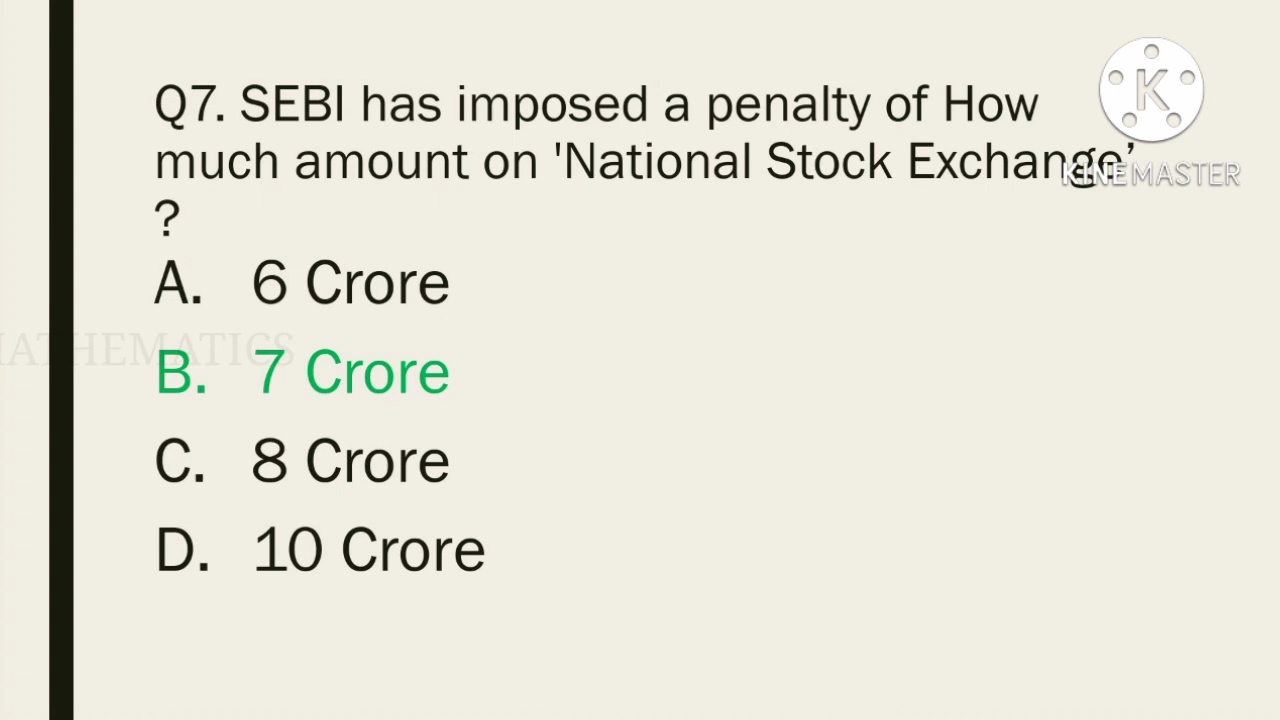 Q7. SEBI has imposed a penalty of How
much amount on 'National Stock Exchange’
?
A. 6 Crore
B. 7 Crore
C. 8 Crore
D. 10 Crore
K
KINEMASTER
MATHEMATICS